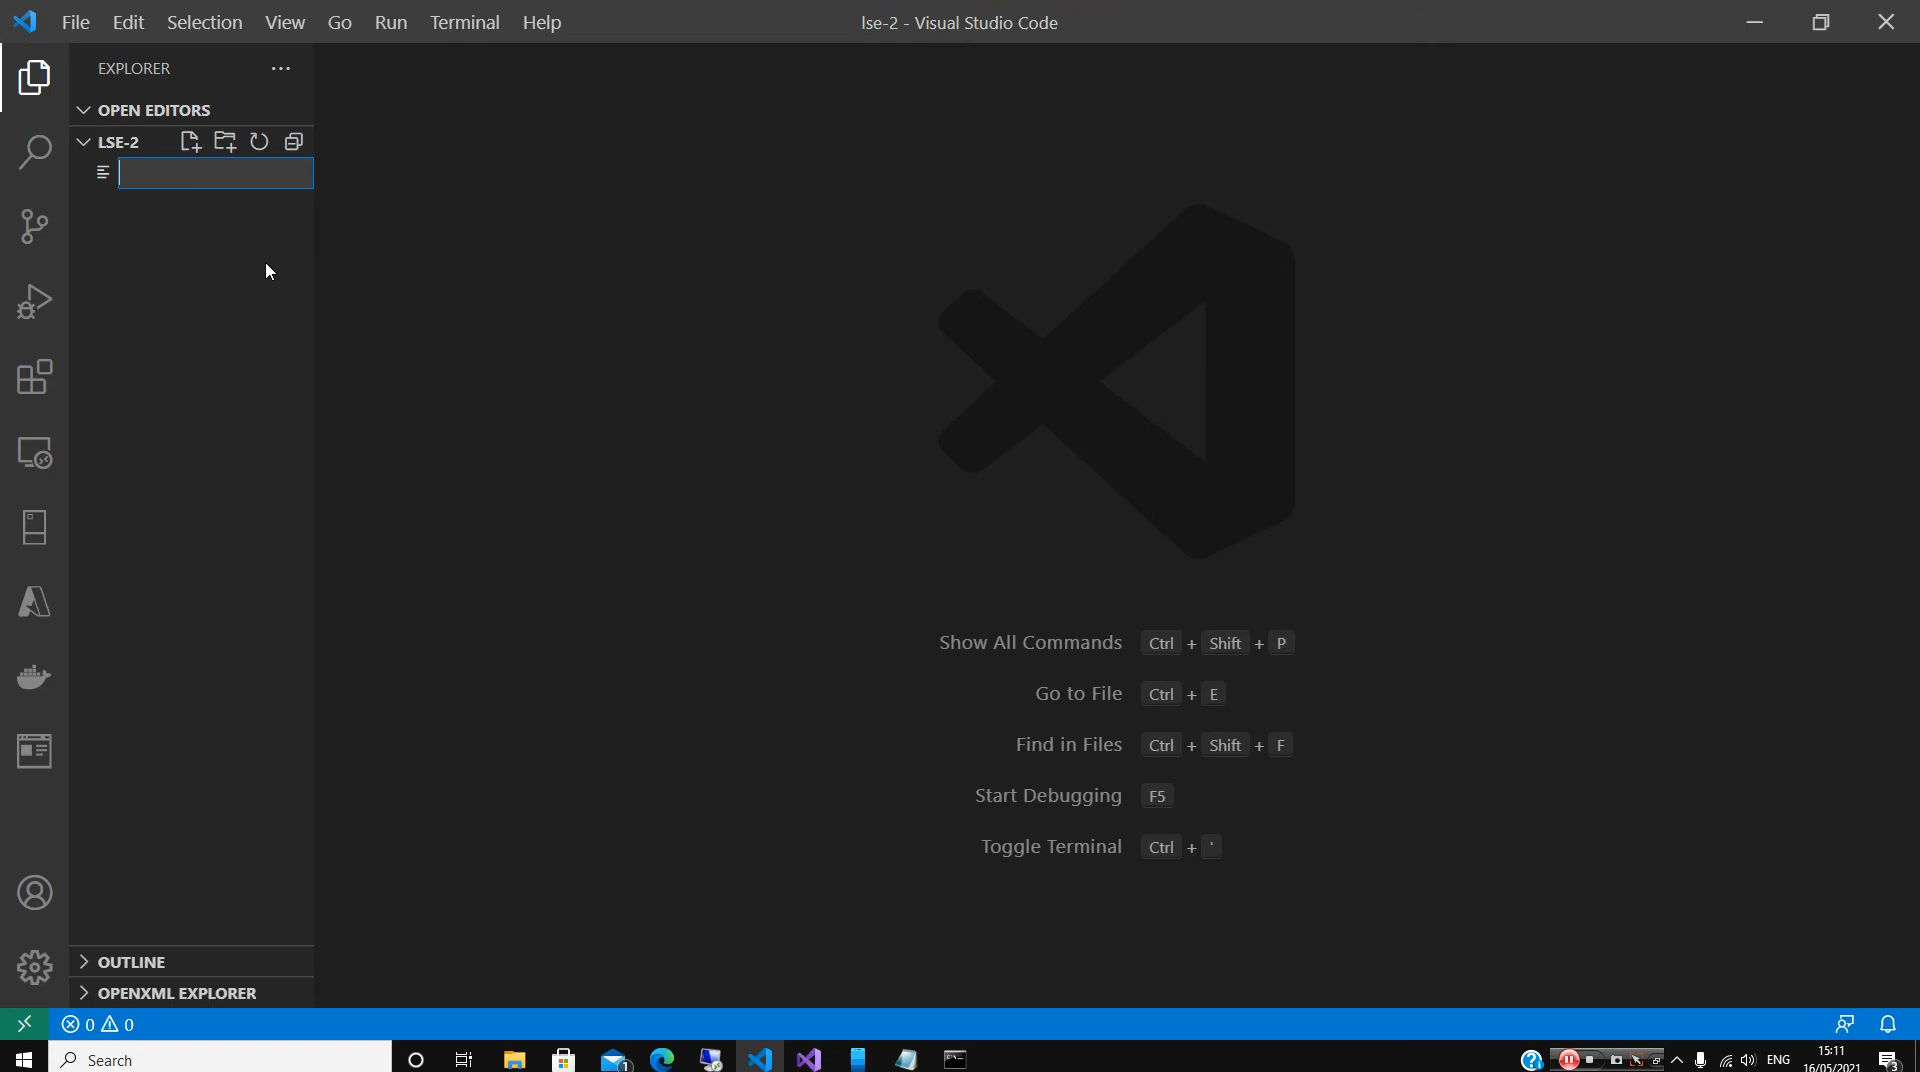 File Edit Selection View Go Run Terminal Help
lse-2 - Visual Studio Code
EXPLORER
OPEN EDITORS
LSE-2
Show All Commands Ctrl + Shift + P
Go to File Ctrl + E
Find in Files Ctrl + Shift + F
Start Debugging F5
Toggle Terminal Ctrl + '
OUTLINE
OPENXML EXPLORER
0 0
Search
1
ENG
15:11
16/05/2021
3